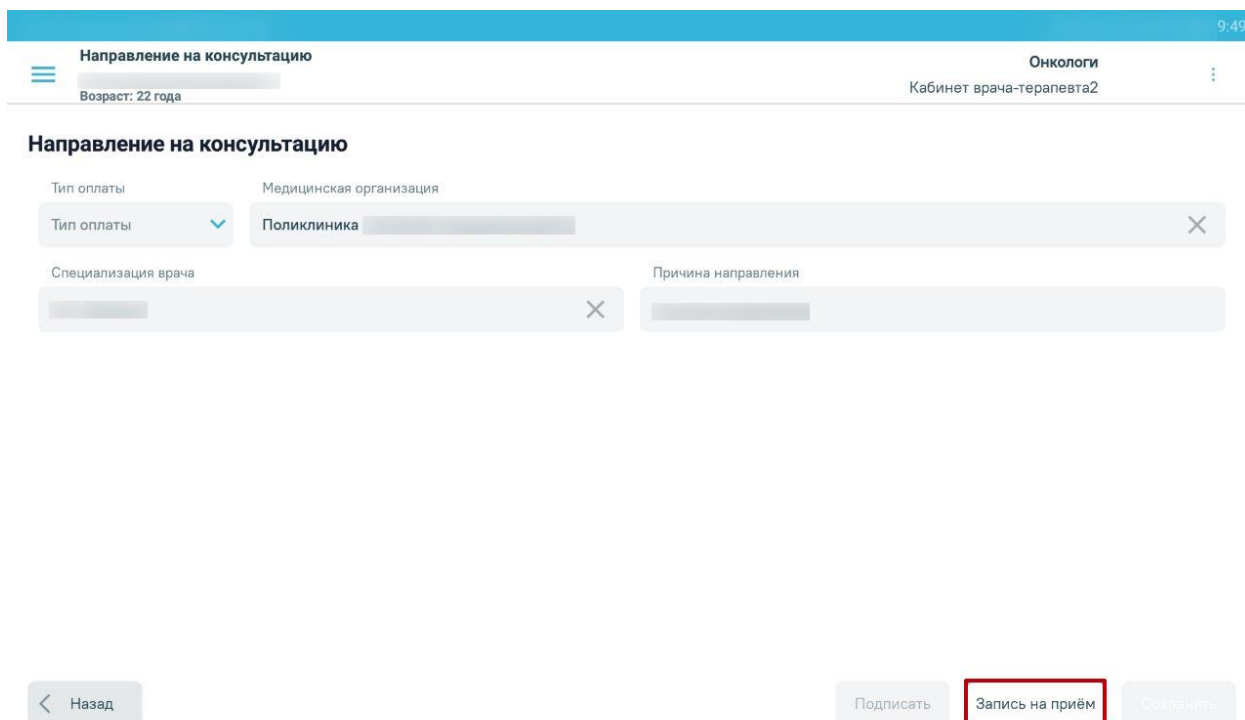 9:49
Направление на консультацию
Онкологи
Возраст: 22 года
Кабинет врача-терапевта2
Направление на консультацию
Тип оплаты Медицинская организация
Тип оплаты Поликлиника
Специализация врача Причина направления
Назад Подписать Запись на приём Сохранить